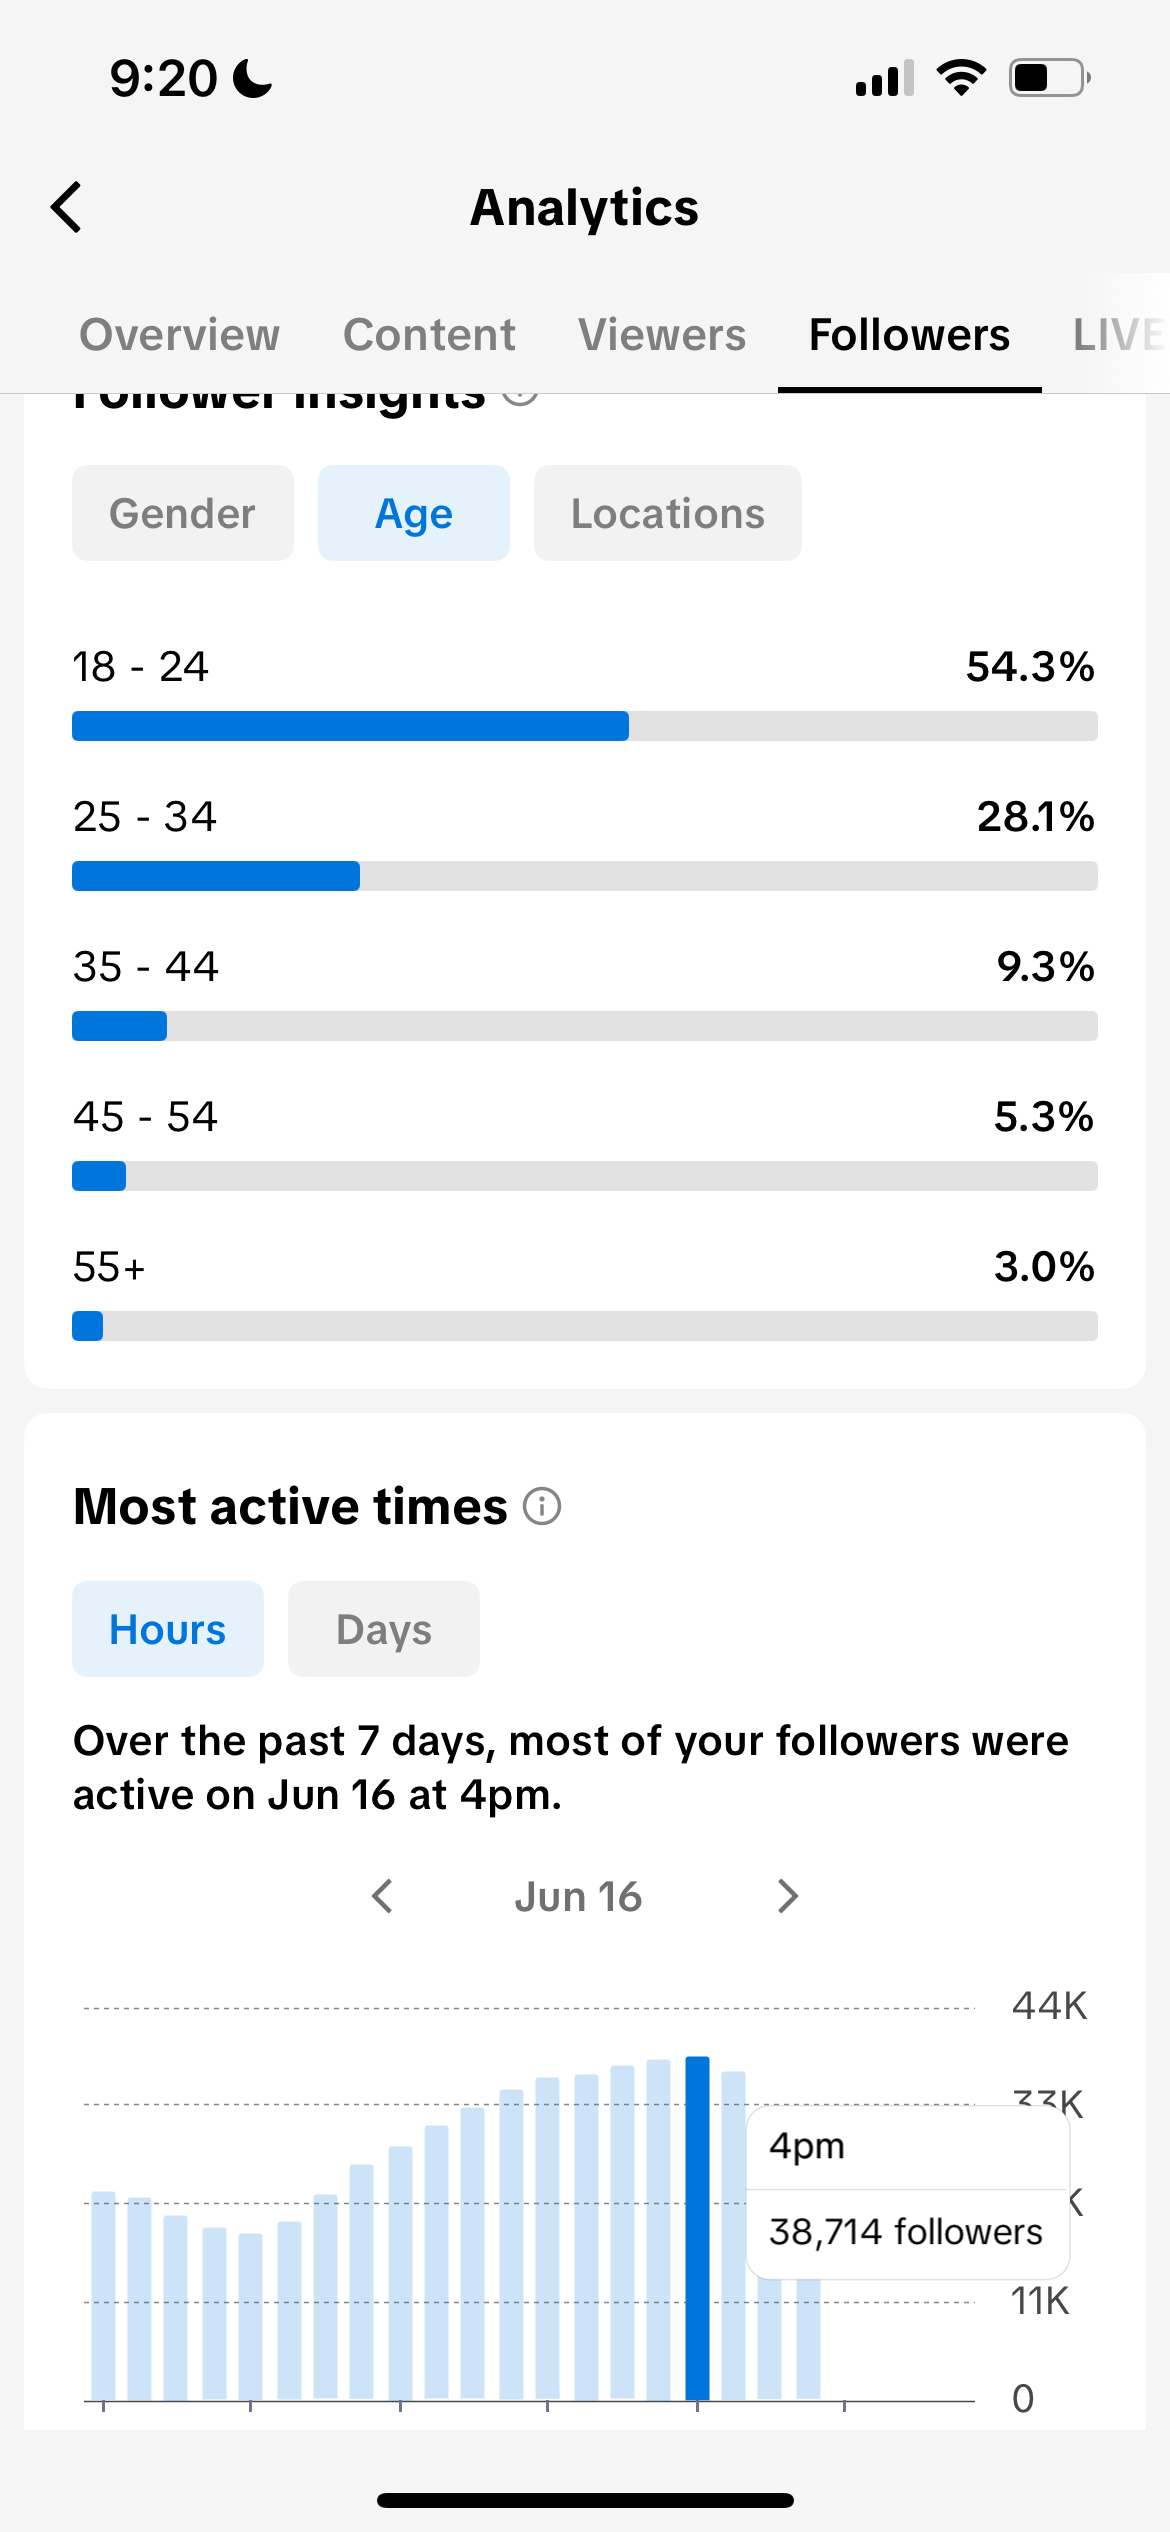 9:20
Analytics
Overview Content Viewers Followers LIVE
Follower Insights
Gender Age Locations
18 - 24 54.3%
25 - 34 28.1%
35 - 44 9.3%
45 - 54 5.3%
55+ 3.0%
Most active times
Hours Days
Over the past 7 days, most of your followers were
active on Jun 16 at 4pm.
Jun 16
44K
33K
4pm
K
38,714 followers
11K
0